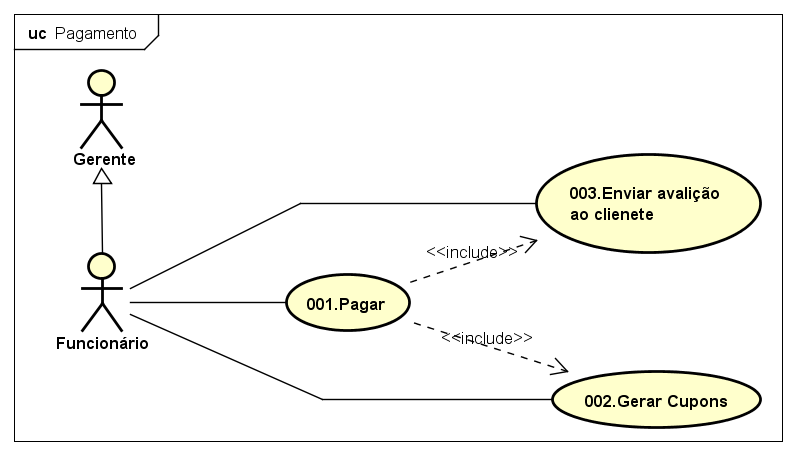 uc Pagamento
Gerente
003.Enviar avalição
ao clienete
<<include>>
001.Pagar
<<include>>
Funcionário
002.Gerar Cupons